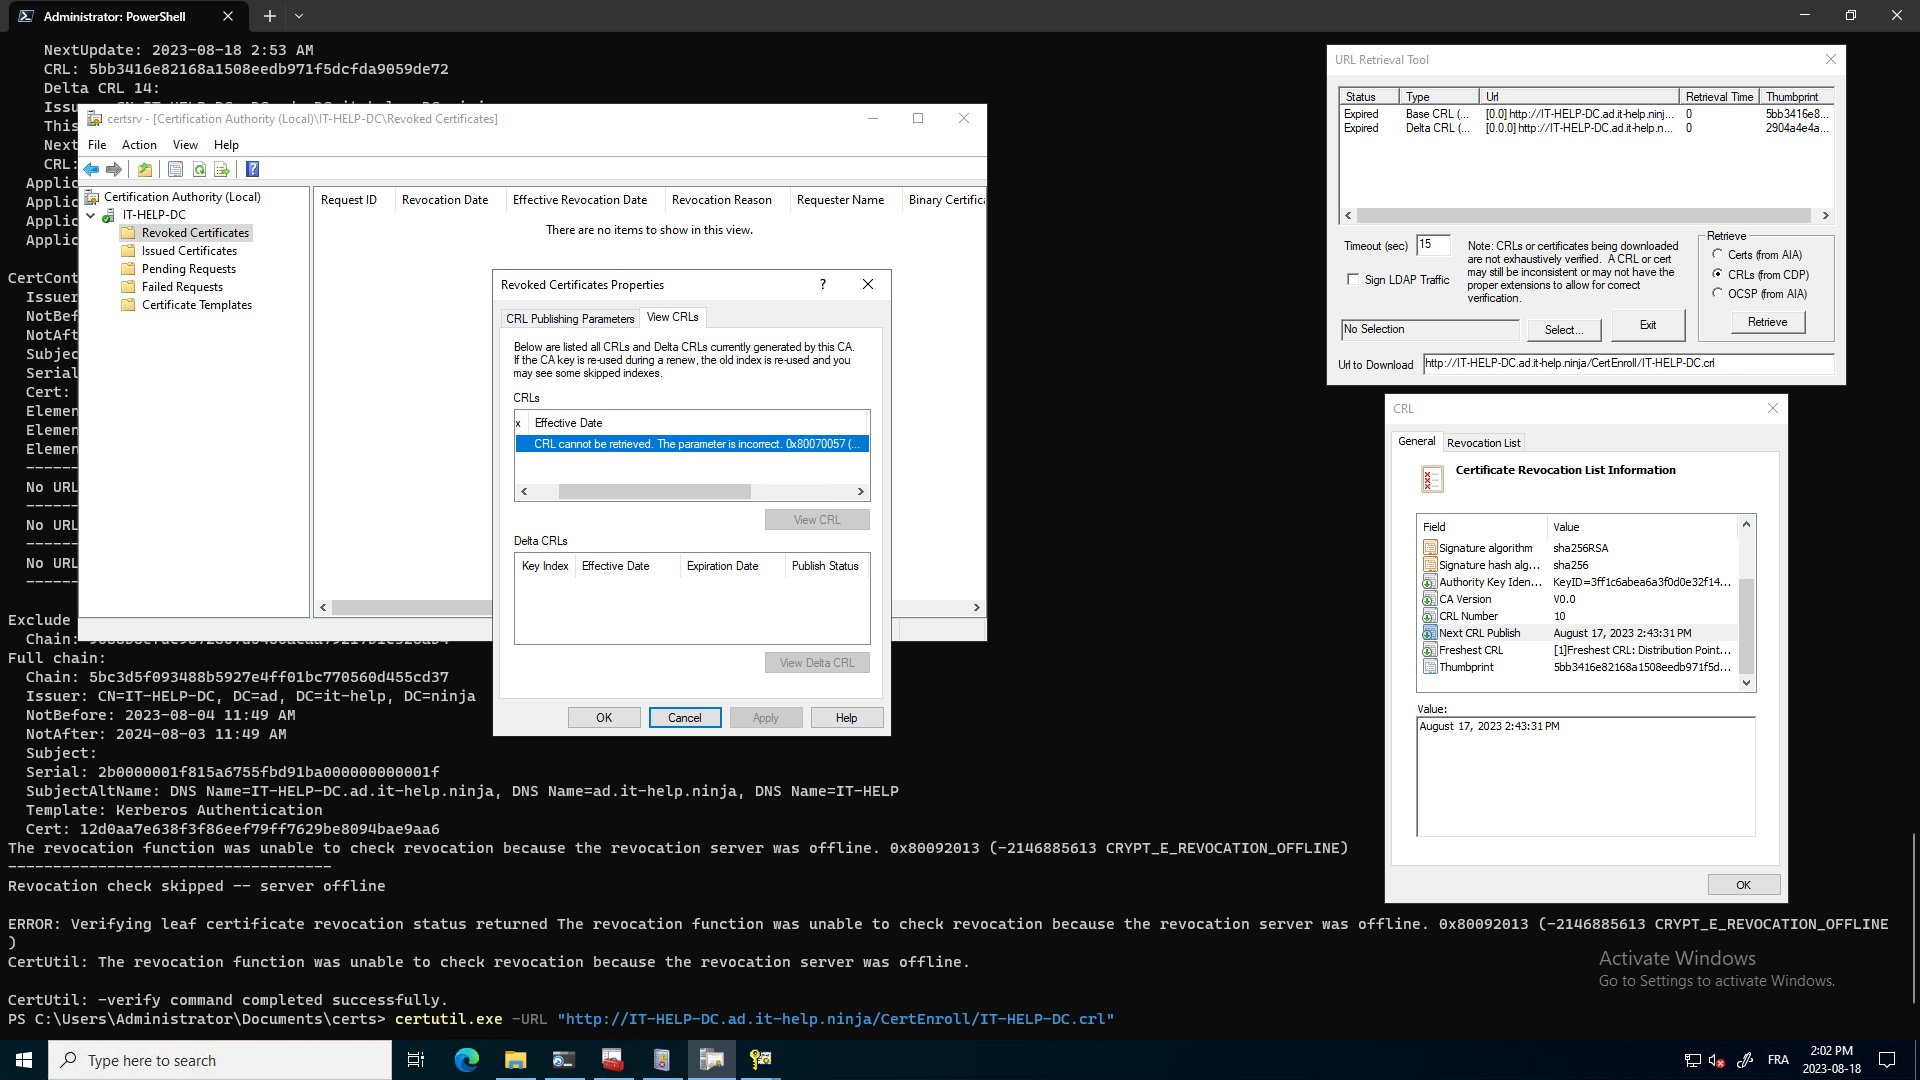 Administrator: PowerShell
NextUpdate: 2023-08-18 2:53 AM
CRL: 5bb3416e82168a1508eedb971f5dcfda9059de72
Delta CRL 14:
Issu
This
Next
CRL:
Applic
Applic
Applic
Applic
CertCont
Issuer
NotBef
NotAft
Subjec
Serial
Cert:
Elemen
Elemen
Elemen
----------
No URL
----------
No URL
----------
No URL
----------
Exclude
Chain:
Full chain:
Chain: 5bc3d5f093488b5927e4ff01bc770560d455cd37
Issuer: CN=IT-HELP-DC, DC=ad, DC=it-help, DC=ninja
NotBefore: 2023-08-04 11:49 AM
NotAfter: 2024-08-03 11:49 AM
Subject:
Serial: 2b0000001f815a6755fbd91ba000000000001f
SubjectAltName: DNS Name=IT-HELP-DC.ad.it-help.ninja, DNS Name=ad.it-help.ninja, DNS Name=IT-HELP
Template: Kerberos Authentication
Cert: 12d0aa7e638f3f86eef79ff7629be8094bae9aa6
The revocation function was unable to check revocation because the revocation server was offline. 0x80092013 (-2146885613 CRYPT_E_REVOCATION_OFFLINE)
------------------------------------
Revocation check skipped -- server offline
ERROR: Verifying leaf certificate revocation status returned The revocation function was unable to check revocation because the revocation server was offline. 0x80092013 (-2146885613 CRYPT_E_REVOCATION_OFFLINE
)
CertUtil: The revocation function was unable to check revocation because the revocation server was offline.
CertUtil: -verify command completed successfully.
PS C:\Users\Administrator\Documents\certs> certutil.exe -URL "http://IT-HELP-DC.ad.it-help.ninja/CertEnroll/IT-HELP-DC.crl"
certsrv - [Certification Authority (Local)\IT-HELP-DC\Revoked Certificates]
File Action View Help
Certification Authority (Local)
IT-HELP-DC
Revoked Certificates
Issued Certificates
Pending Requests
Failed Requests
Certificate Templates
Request ID Revocation Date Effective Revocation Date Revocation Reason Requester Name Binary Certifica
There are no items to show in this view.
Revoked Certificates Properties
CRL Publishing Parameters View CRLs
Below are listed all CRLs and Delta CRLs currently generated by this CA.
If the CA key is re-used during a renew, the old index is re-used and you
may see some skipped indexes.
CRLs
x Effective Date
CRL cannot be retrieved. The parameter is incorrect. 0x80070057 (...
View CRL
Delta CRLs
Key Index Effective Date Expiration Date Publish Status
View Delta CRL
OK Cancel Apply Help
URL Retrieval Tool
Status Type Url Retrieval Time Thumbprint
Expired Base CRL (... [0.0] http://IT-HELP-DC.ad.it-help.ninj... 0 5bb3416e8...
Expired Delta CRL (... [0.0.0] http://IT-HELP-DC.ad.it-help.n... 0 2904a4e4a...
Timeout (sec) 15
Sign LDAP Traffic
Note: CRLs or certificates being downloaded
are not exhaustively verified. A CRL or cert
may still be inconsistent or may not have the
proper extensions to allow for correct
verification.
Retrieve
Certs (from AIA)
CRLs (from CDP)
OCSP (from AIA)
Retrieve
No Selection Select... Exit
Url to Download http://IT-HELP-DC.ad.it-help.ninja/CertEnroll/IT-HELP-DC.crl
CRL
General Revocation List
Certificate Revocation List Information
Field Value
Signature algorithm sha256RSA
Signature hash alg... sha256
Authority Key Iden... KeyID=3ff1c6abea6a3f0d0e32f14...
CA Version V0.0
CRL Number 10
Next CRL Publish August 17, 2023 2:43:31 PM
Freshest CRL [1]Freshest CRL: Distribution Point...
Thumbprint 5bb3416e82168a1508eedb971f5d...
Value:
August 17, 2023 2:43:31 PM
OK
Activate Windows
Go to Settings to activate Windows.
Type here to search
FRA
2:02 PM
2023-08-18